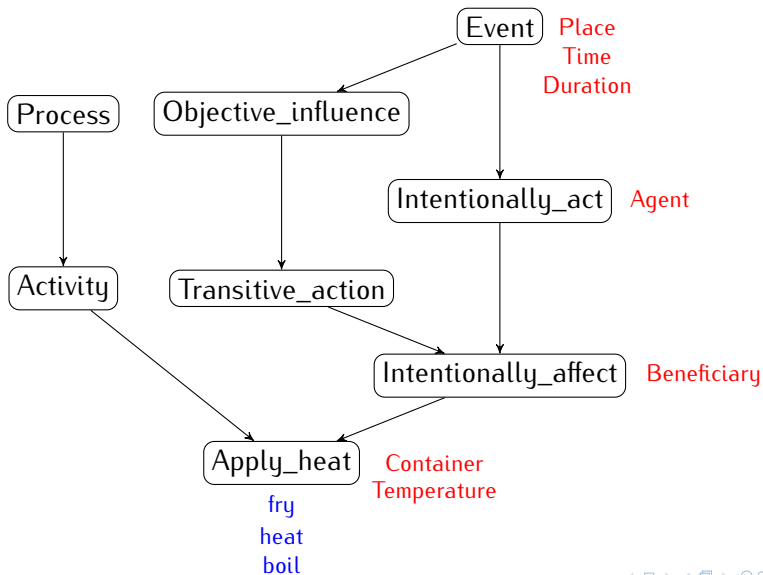 Event
Place
Time
Duration
Process
Objective_influence
Intentionally_act
Agent
Activity
Transitive_action
Intentionally_affect
Beneficiary
Apply_heat
Container
Temperature
fry
heat
boil